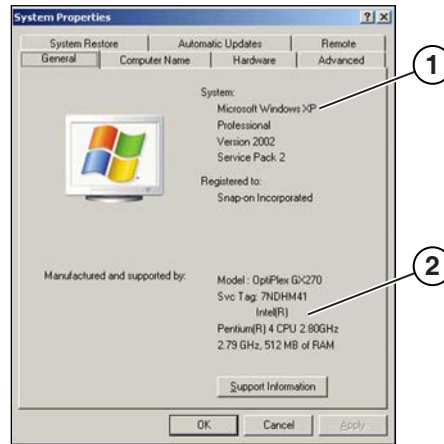 System Properties
System Restore Automatic Updates Remote
General Computer Name Hardware Advanced
1
System:
Microsoft Windows XP
Professional
Version 2002
Service Pack 2
Registered to:
Snap-on Incorporated
2
Manufactured and supported by:
Model : OptiPlex GX270
Svc Tag: 7NDHM41
Intel(R)
Pentium(R) 4 CPU 2.80GHz
2.79 GHz, 512 MB of RAM
Support Information
OK Cancel Apply